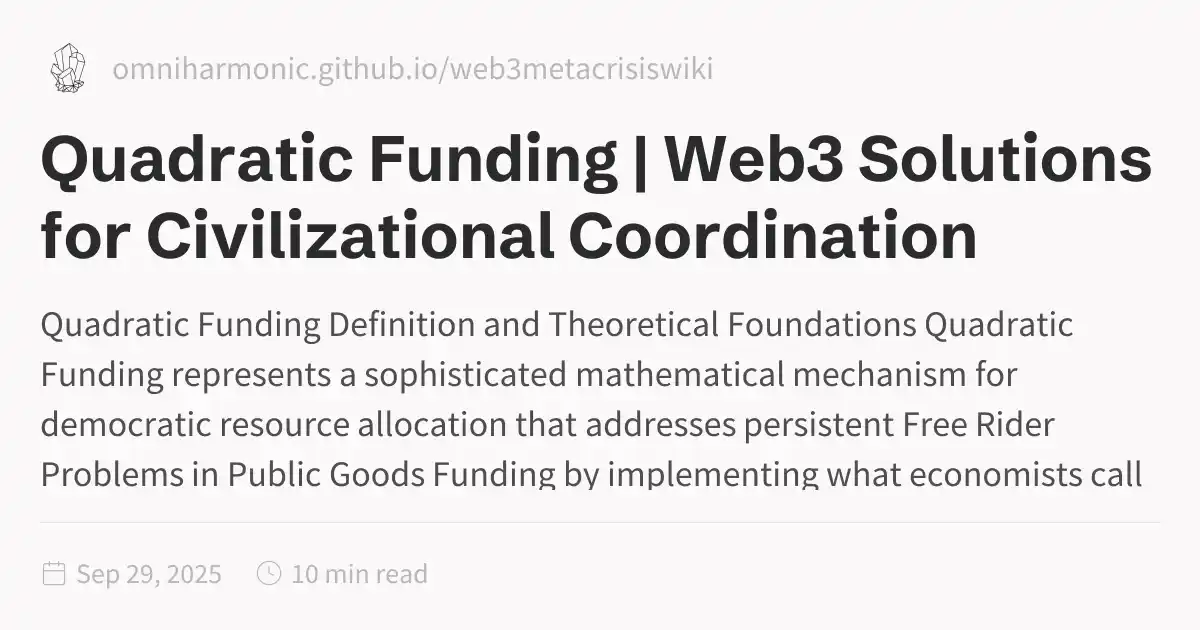 omniharmonic.github.io/web3metacrisiswiki
Quadratic Funding | Web3 Solutions
for Civilizational Coordination
Quadratic Funding Definition and Theoretical Foundations Quadratic
Funding represents a sophisticated mathematical mechanism for
democratic resource allocation that addresses persistent Free Rider
Problems in Public Goods Funding by implementing what economists call
Sep 29, 2025
10 min read